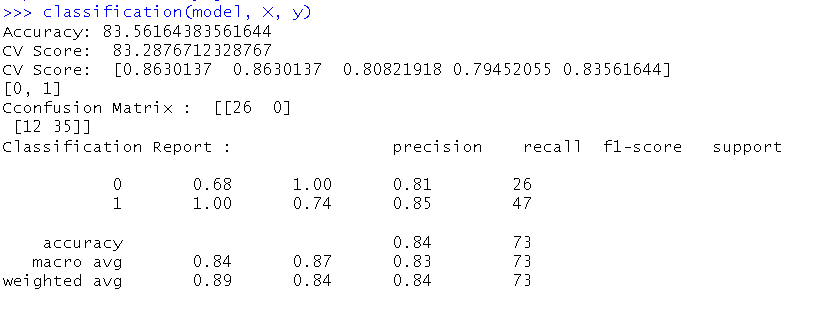 >>> classification(model, X, y)
Accuracy: 83.56164383561644
CV Score:  83.2876712328767
CV Score:  [0.8630137  0.8630137  0.80821918 0.79452055 0.83561644]
[0, 1]
Cconfusion Matrix :  [[26  0]
 [12 35]]
Classification Report :                precision    recall  f1-score   support
0       0.68      1.00      0.81        26
1       1.00      0.74      0.85        47
accuracy                           0.84        73
macro avg       0.84      0.87      0.83        73
weighted avg       0.89      0.84      0.84        73